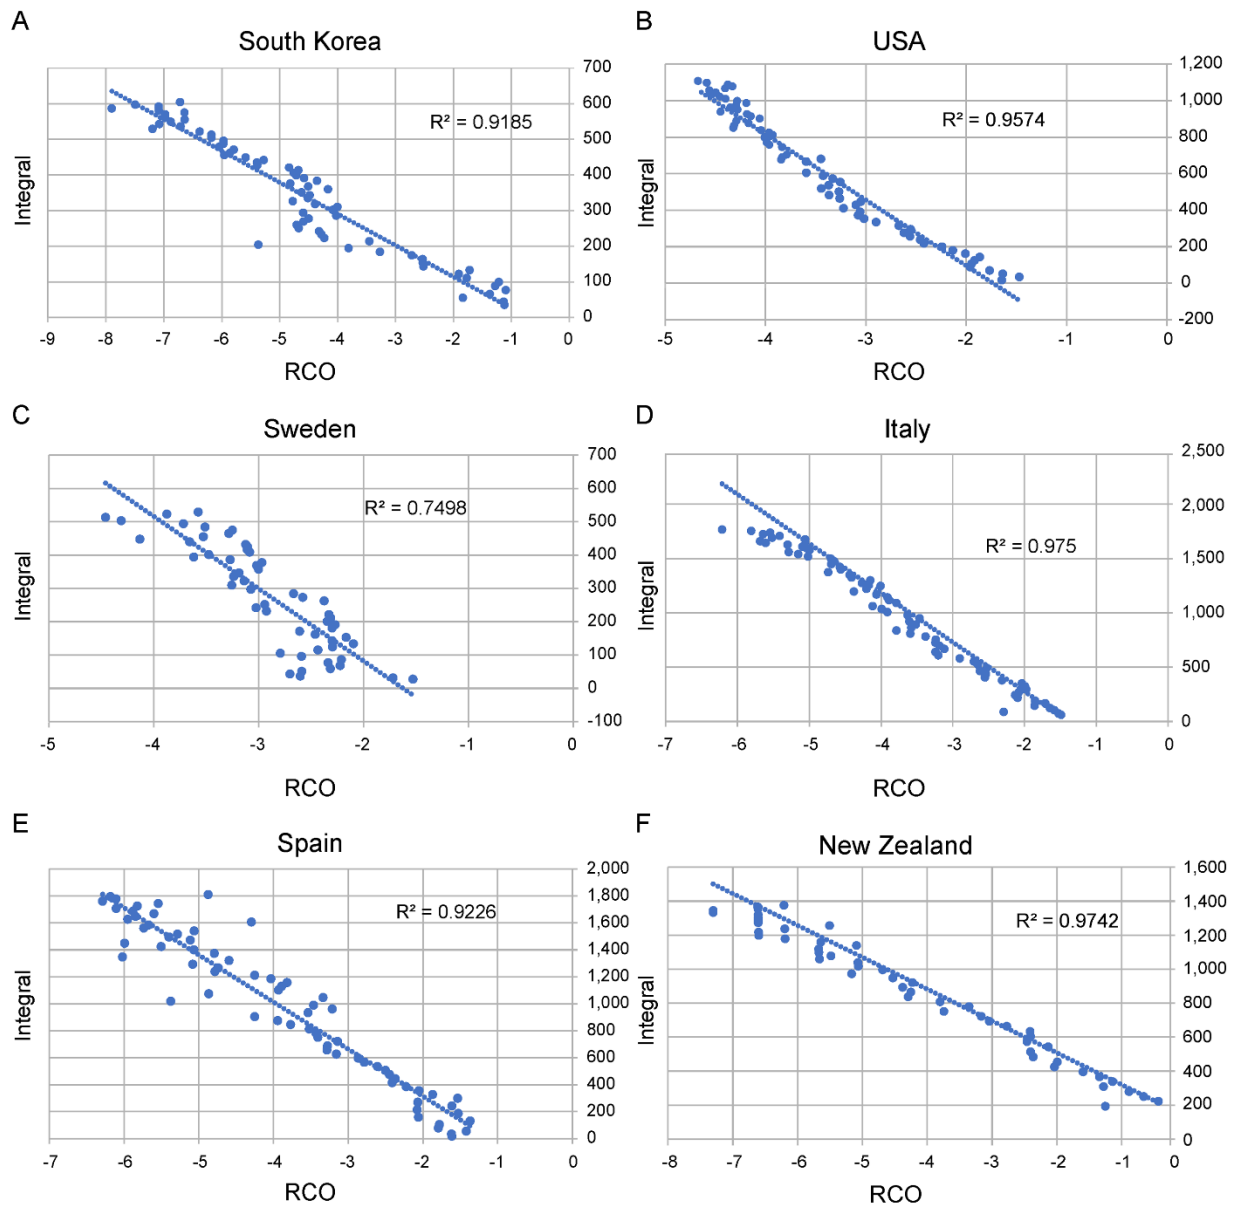 A
South Korea
700
600
500
400
300
200
100
0
R² = 0.9185
Integral
-9 -8 -7 -6 -5 -4 -3 -2 -1 0
RCO
B
USA
1,200
1,000
800
600
400
200
0
-200
R² = 0.9574
Integral
-5 -4 -3 -2 -1 0
RCO
C
Sweden
700
600
500
400
300
200
100
0
-100
R² = 0.7498
Integral
-5 -4 -3 -2 -1 0
RCO
D
Italy
2,500
2,000
1,500
1,000
500
0
R² = 0.975
Integral
-7 -6 -5 -4 -3 -2 -1 0
RCO
E
Spain
2,000
1,800
1,600
1,400
1,200
1,000
800
600
400
200
0
R² = 0.9226
Integral
-7 -6 -5 -4 -3 -2 -1 0
RCO
F
New Zealand
1,600
1,400
1,200
1,000
800
600
400
200
0
R² = 0.9742
Integral
-8 -7 -6 -5 -4 -3 -2 -1 0
RCO